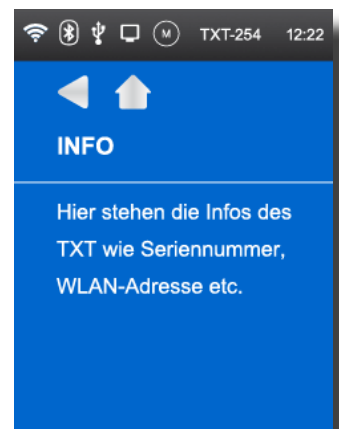 M TXT-254 12:22
INFO
Hier stehen die Infos des
TXT wie Seriennummer,
WLAN-Adresse etc.